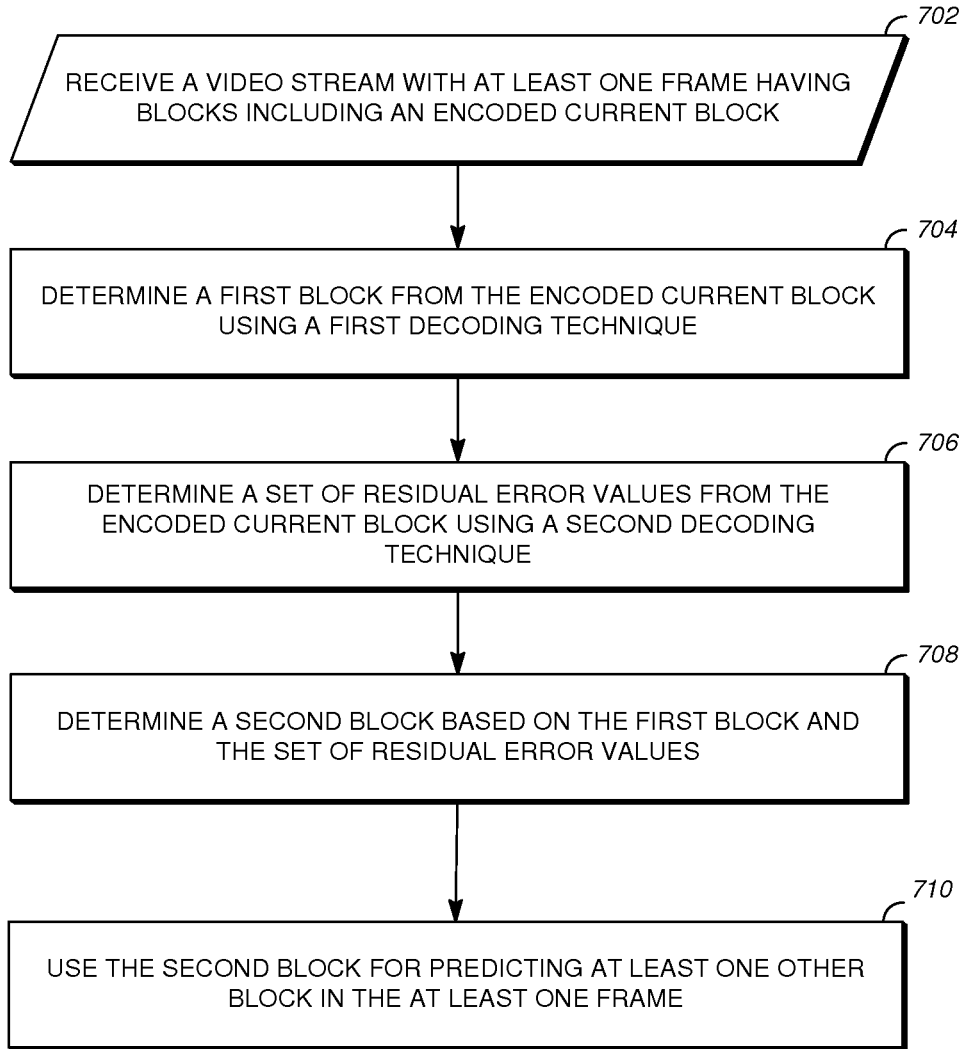 702
RECEIVE A VIDEO STREAM WITH AT LEAST ONE FRAME HAVING
BLOCKS INCLUDING AN ENCODED CURRENT BLOCK
704
DETERMINE A FIRST BLOCK FROM THE ENCODED CURRENT BLOCK
USING A FIRST DECODING TECHNIQUE
706
DETERMINE A SET OF RESIDUAL ERROR VALUES FROM THE
ENCODED CURRENT BLOCK USING A SECOND DECODING
TECHNIQUE
708
DETERMINE A SECOND BLOCK BASED ON THE FIRST BLOCK AND
THE SET OF RESIDUAL ERROR VALUES
710
USE THE SECOND BLOCK FOR PREDICTING AT LEAST ONE OTHER
BLOCK IN THE AT LEAST ONE FRAME